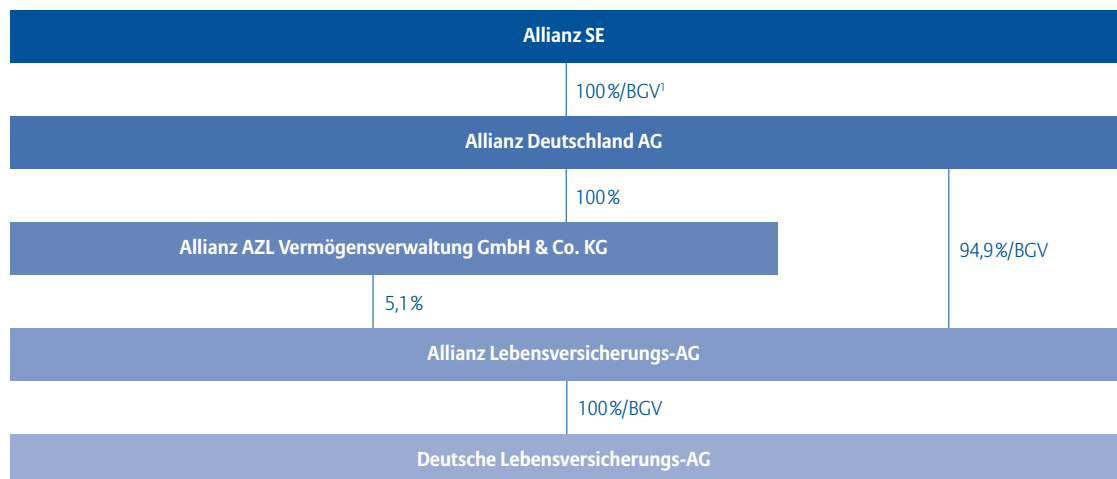 Allianz SE
100 %/BGV¹
Allianz Deutschland AG
100 %
Allianz AZL Vermögensverwaltung GmbH & Co. KG
94,9 %/BGV
5,1 %
Allianz Lebensversicherungs-AG
100 %/BGV
Deutsche Lebensversicherungs-AG